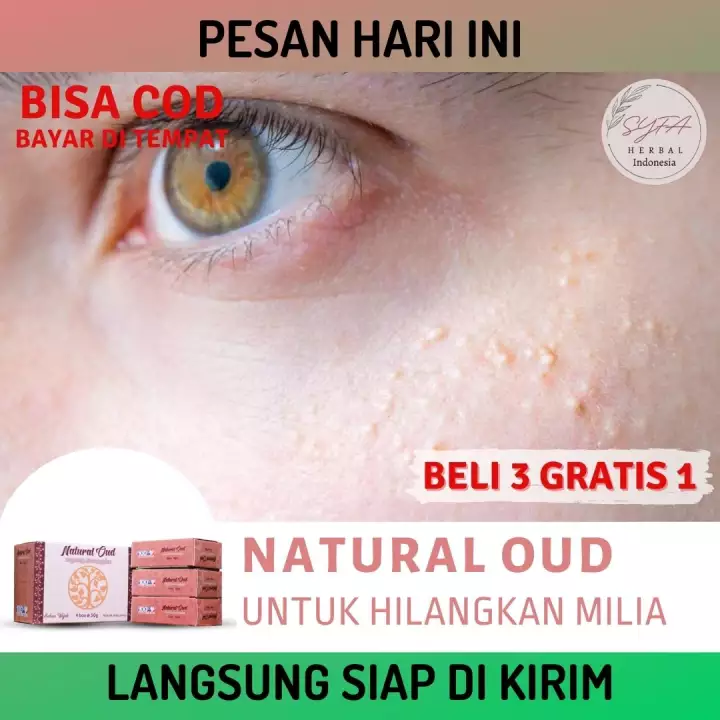 PESAN HARI INI
BISA COD
BAYAR DI TEMPAT
SYFA
HERBAL
Indonesia
BELI 3 GRATIS 1
Natural Oud
NATURAL OUD
UNTUK HILANGKAN MILIA
LANGSUNG SIAP DI KIRIM